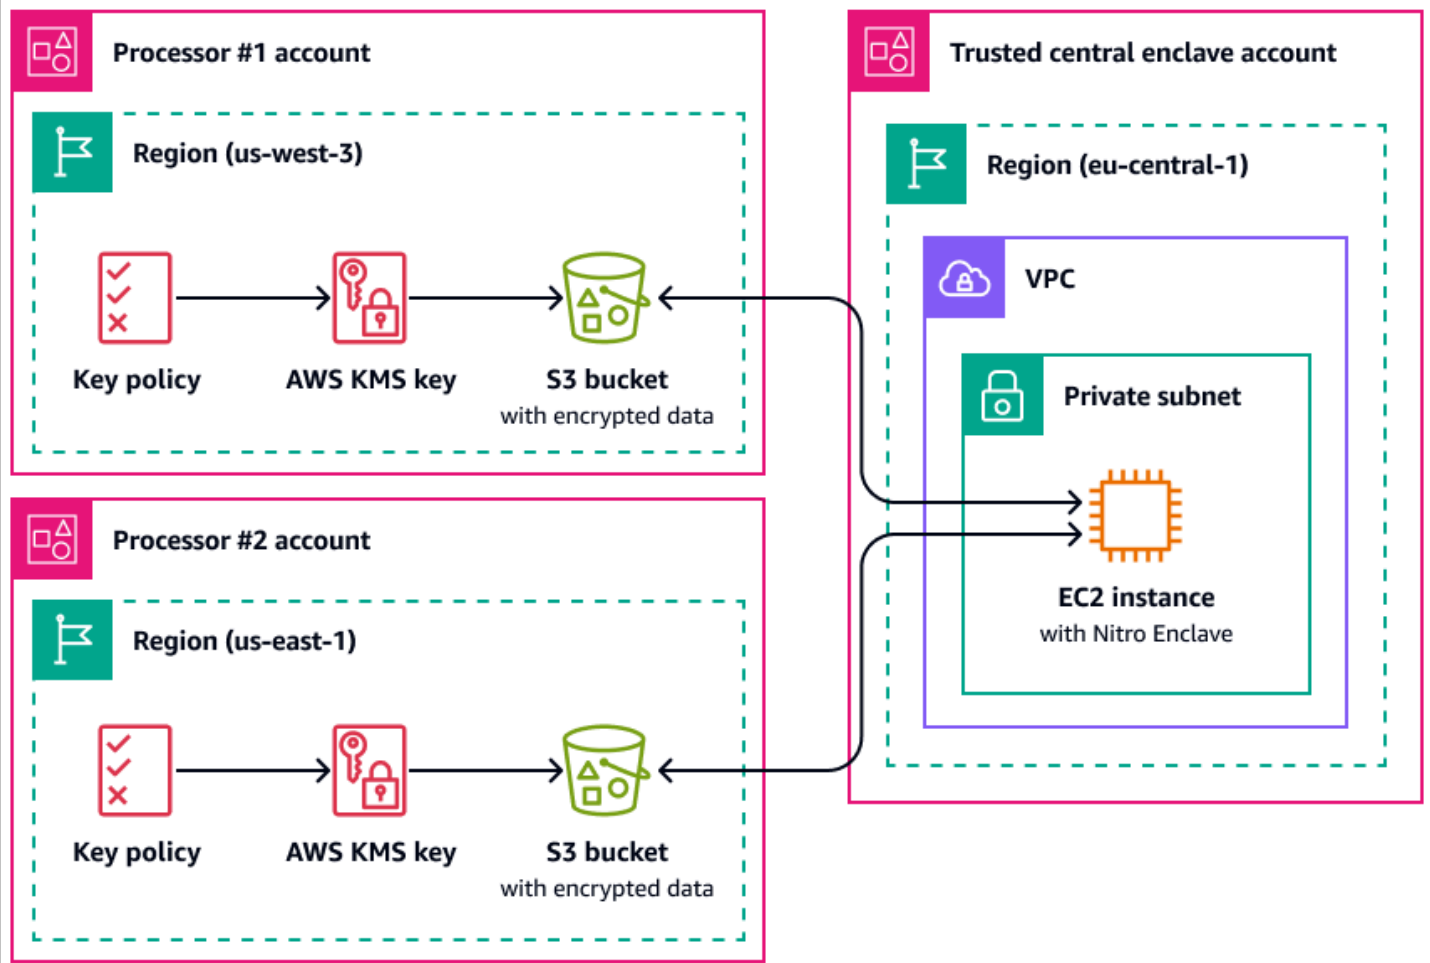 Processor #1 account
Region (us-west-3)
Key policy
AWS KMS key
S3 bucket
with encrypted data
Processor #2 account
Region (us-east-1)
Key policy
AWS KMS key
S3 bucket
with encrypted data
Trusted central enclave account
Region (eu-central-1)
VPC
Private subnet
EC2 instance
with Nitro Enclave